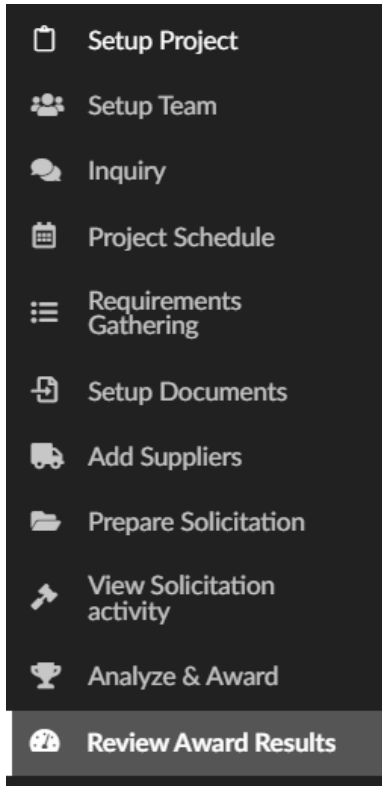 Setup Project
Setup Team
Inquiry
Project Schedule
Requirements
Gathering
Setup Documents
Add Suppliers
Prepare Solicitation
View Solicitation
activity
Analyze & Award
Review Award Results